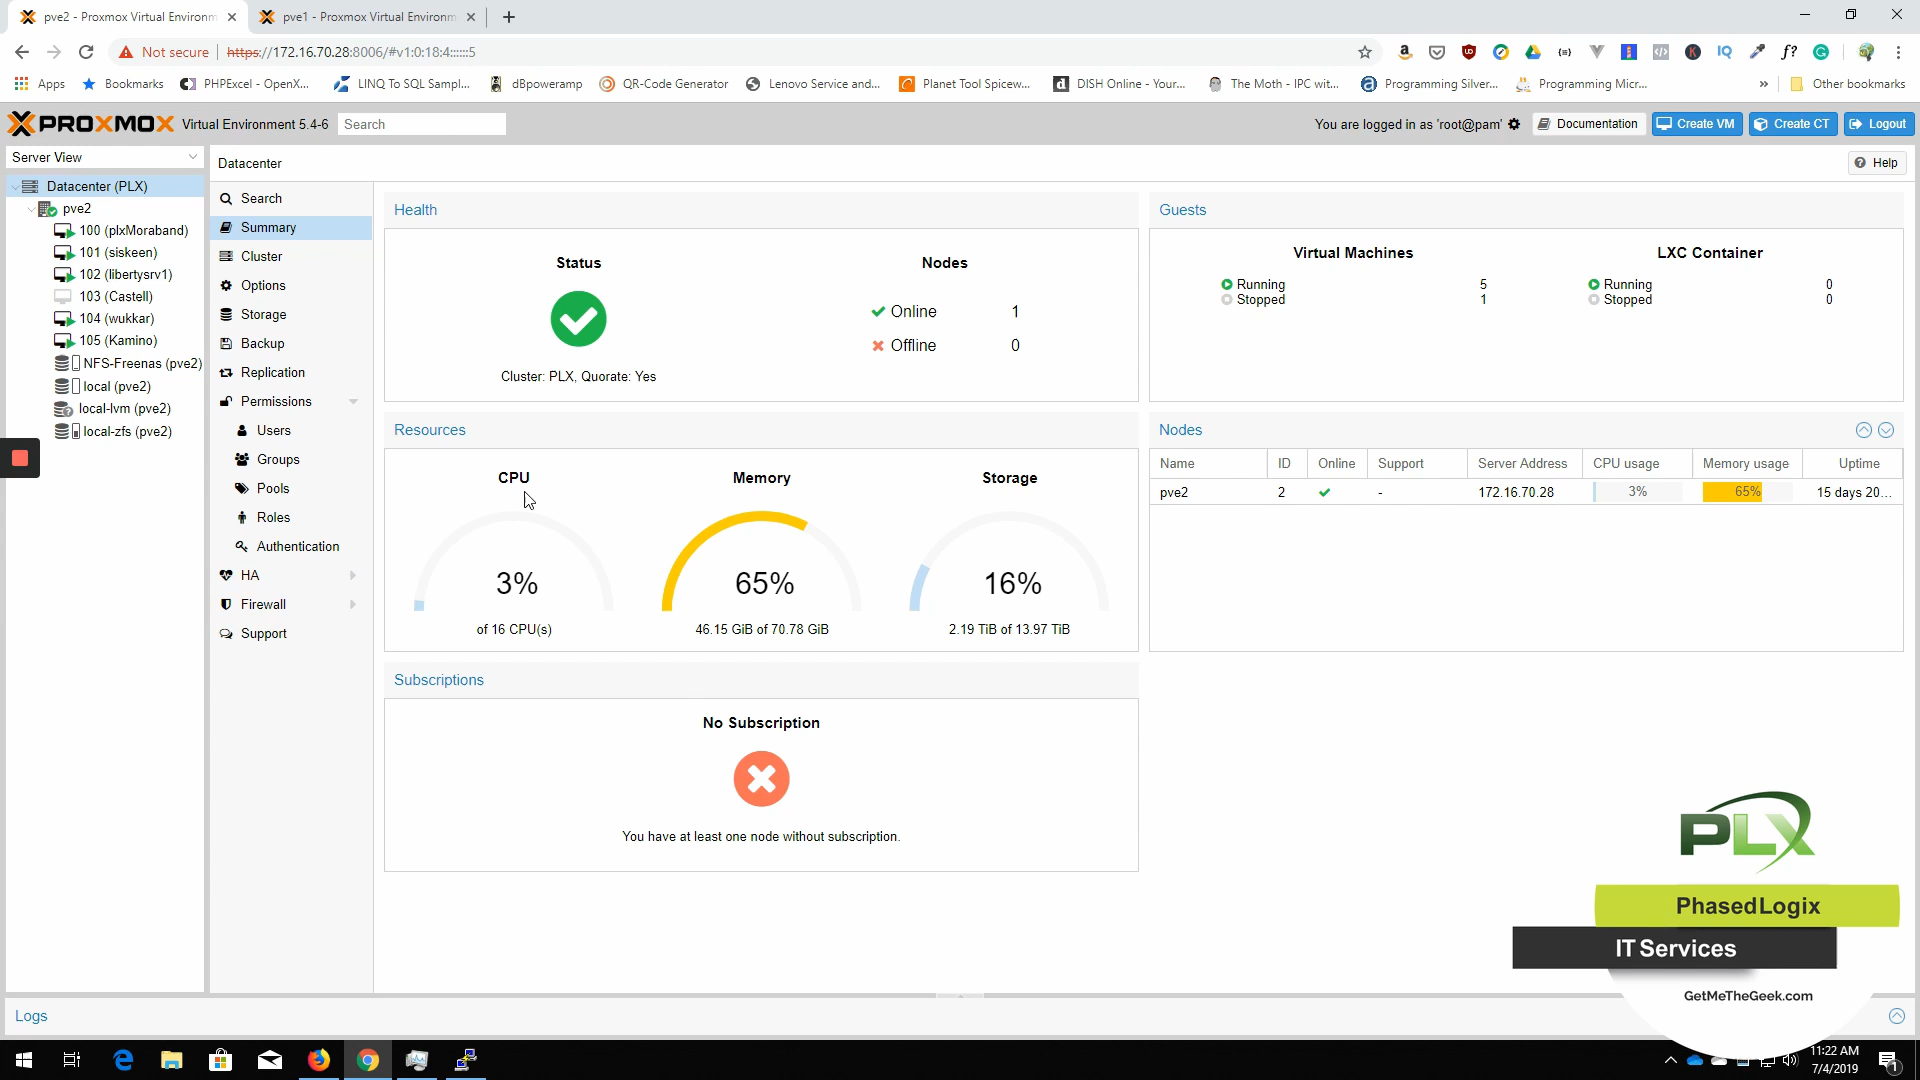 pve2 - Proxmox Virtual Environm
pve1 - Proxmox Virtual Environm
Not secure
https://172.16.70.28:8006/#v1:0:18:4::::::5
Apps
Bookmarks
PHPExcel - OpenX...
LINQ To SQL Sampl...
dBpoweramp
QR-Code Generator
Lenovo Service and...
Planet Tool Spicew...
DISH Online - Your...
The Moth - IPC wit...
Programming Silver...
Programming Micr...
»
Other bookmarks
PROXMOX
Virtual Environment 5.4-6
Search
You are logged in as 'root@pam'
Documentation
Create VM
Create CT
Logout
Server View
Datacenter
Help
Datacenter (PLX)
pve2
100 (plxMoraband)
101 (siskeen)
102 (libertysrv1)
103 (Castell)
104 (wukkar)
105 (Kamino)
NFS-Freenas (pve2)
local (pve2)
local-lvm (pve2)
local-zfs (pve2)
Search
Summary
Cluster
Options
Storage
Backup
Replication
Permissions
Users
Groups
Pools
Roles
Authentication
HA
Firewall
Support
Health
Status
Nodes
Online 1
Offline 0
Cluster: PLX, Quorate: Yes
Guests
Virtual Machines
Running 5
Stopped 1
LXC Container
Running 0
Stopped 0
Resources
CPU
3%
of 16 CPU(s)
Memory
65%
46.15 GiB of 70.78 GiB
Storage
16%
2.19 TiB of 13.97 TiB
Nodes
Name ID Online Support Server Address CPU usage Memory usage Uptime
pve2 2 - 172.16.70.28 3% 65% 15 days 20...
Subscriptions
No Subscription
You have at least one node without subscription.
PLX
PhasedLogix
IT Services
GetMeTheGeek.com
Logs
11:22 AM
7/4/2019
1